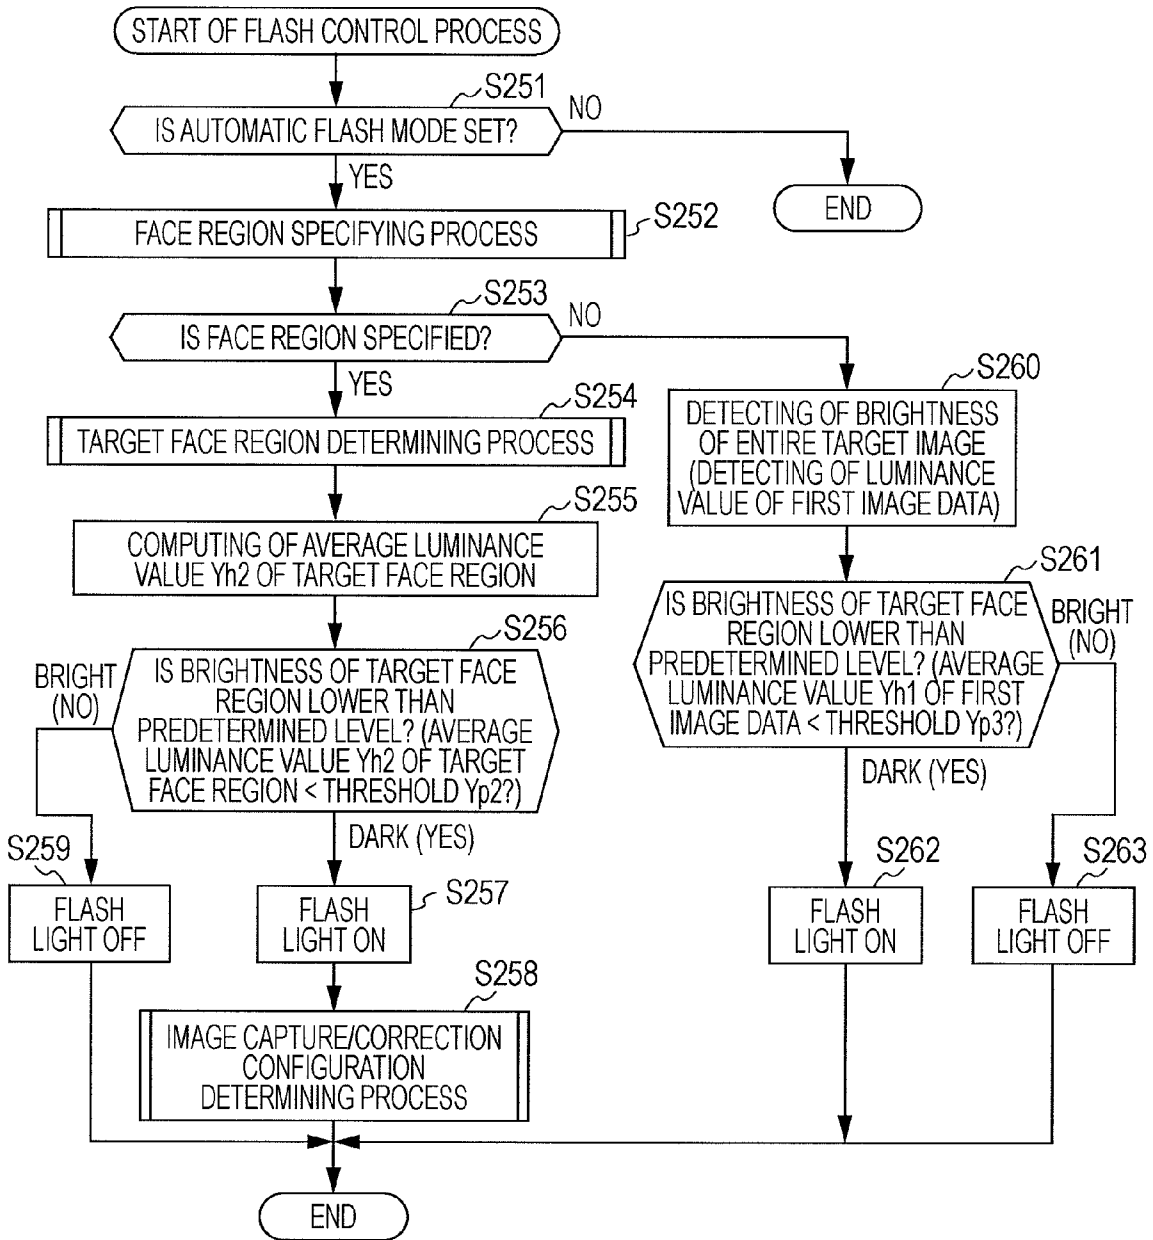 START OF FLASH CONTROL PROCESS
S251
IS AUTOMATIC FLASH MODE SET?
NO
YES
END
FACE REGION SPECIFYING PROCESS
S252
S253
IS FACE REGION SPECIFIED?
NO
YES
S254
TARGET FACE REGION DETERMINING PROCESS
S260
DETECTING OF BRIGHTNESS
OF ENTIRE TARGET IMAGE
(DETECTING OF LUMINANCE
VALUE OF FIRST IMAGE DATA)
S255
COMPUTING OF AVERAGE LUMINANCE
VALUE Yh2 OF TARGET FACE REGION
S261
IS BRIGHTNESS OF TARGET FACE
REGION LOWER THAN
PREDETERMINED LEVEL? (AVERAGE
LUMINANCE VALUE Yh1 OF FIRST
IMAGE DATA < THRESHOLD Yp3?)
BRIGHT
(NO)
DARK (YES)
S256
IS BRIGHTNESS OF TARGET FACE
REGION LOWER THAN
PREDETERMINED LEVEL? (AVERAGE
LUMINANCE VALUE Yh2 OF TARGET
FACE REGION < THRESHOLD Yp2?)
BRIGHT
(NO)
DARK (YES)
S259
FLASH
LIGHT OFF
S257
FLASH
LIGHT ON
S262
FLASH
LIGHT ON
S263
FLASH
LIGHT OFF
S258
IMAGE CAPTURE/CORRECTION
CONFIGURATION
DETERMINING PROCESS
END